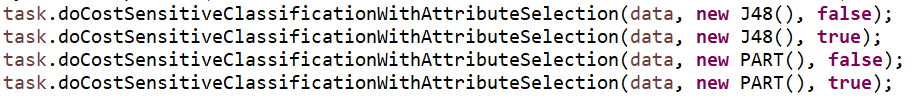 task.doCostSensitiveClassificationWithAttributeSelection(data, new J48(), false);
task.doCostSensitiveClassificationWithAttributeSelection(data, new J48(), true);
task.doCostSensitiveClassificationWithAttributeSelection(data, new PART(), false);
task.doCostSensitiveClassificationWithAttributeSelection(data, new PART(), true);